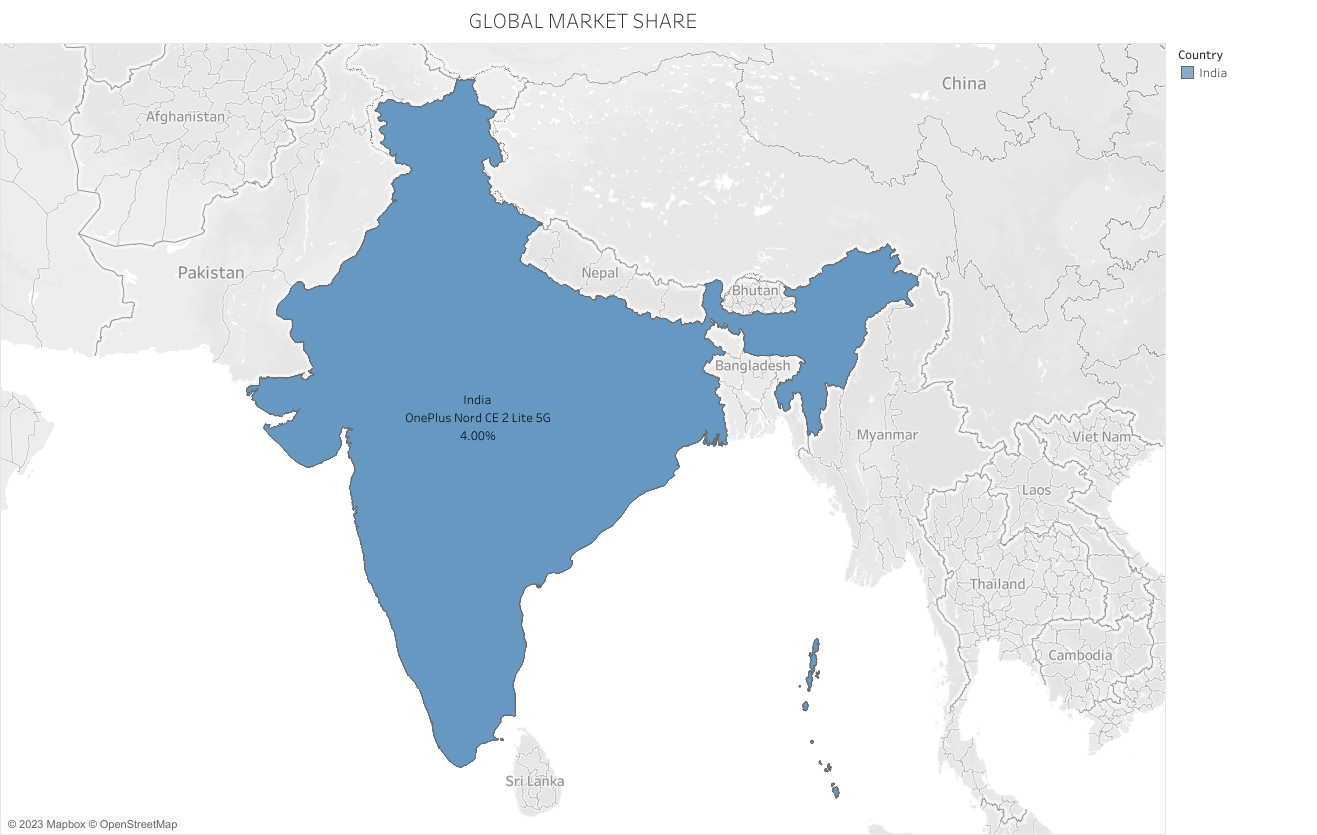 GLOBAL MARKET SHARE
Country
India
China
Afghanistan
Pakistan
Nepal
Bhutan
Bangladesh
India
OnePlus Nord CE 2 Lite 5G
4.00%
Myanmar
Viet Nam
Laos
Thailand
Cambodia
Sri Lanka
© 2023 Mapbox © OpenStreetMap